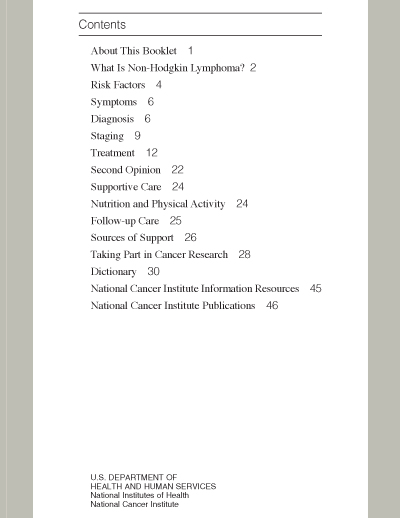 Contents
About This Booklet 1
What Is Non-Hodgkin Lymphoma? 2
Risk Factors 4
Symptoms 6
Diagnosis 6
Staging 9
Treatment 12
Second Opinion 22
Supportive Care 24
Nutrition and Physical Activity 24
Follow-up Care 25
Sources of Support 26
Taking Part in Cancer Research 28
Dictionary 30
National Cancer Institute Information Resources 45
National Cancer Institute Publications 46
U.S. DEPARTMENT OF
HEALTH AND HUMAN SERVICES
National Institutes of Health
National Cancer Institute